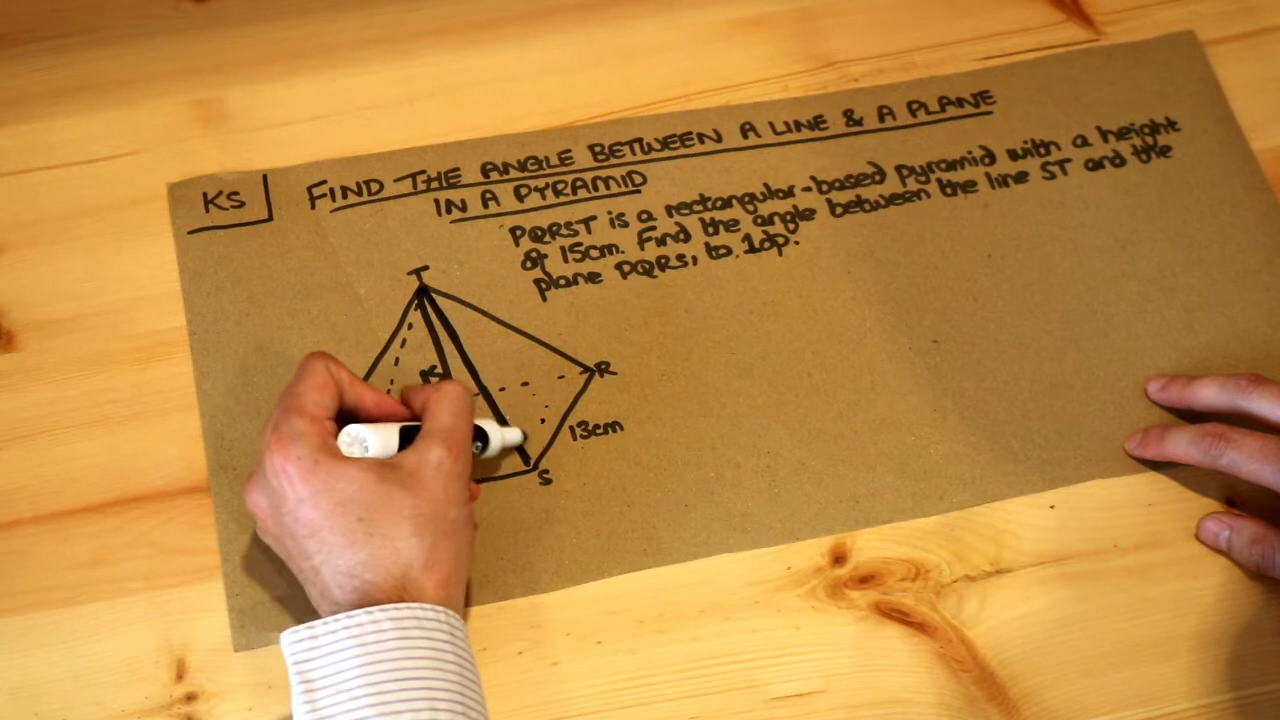 KS
FIND THE ANGLE BETWEEN A LINE & A PLANE
IN A PYRAMID
PQRST is a rectangular-based pyramid with a height
of 15cm. Find the angle between the line ST and the
plane PQRS, to 1dp.
T
R
13cm
S